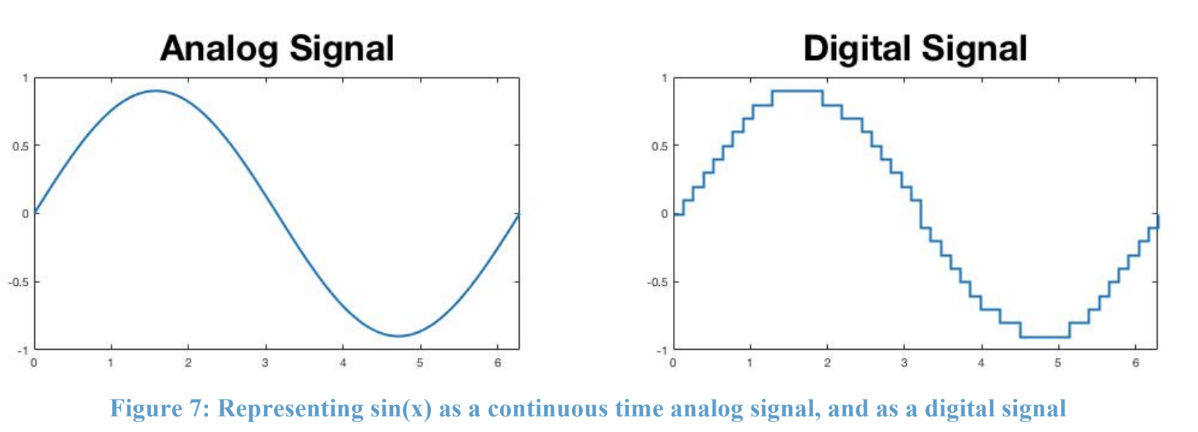 Analog Signal
1
0.5
0
-0.5
-1
0 1 2 3 4 5 6
Digital Signal
1
0.5
0
-0.5
-1
0 1 2 3 4 5 6
Figure 7: Representing sin(x) as a continuous time analog signal, and as a digital signal